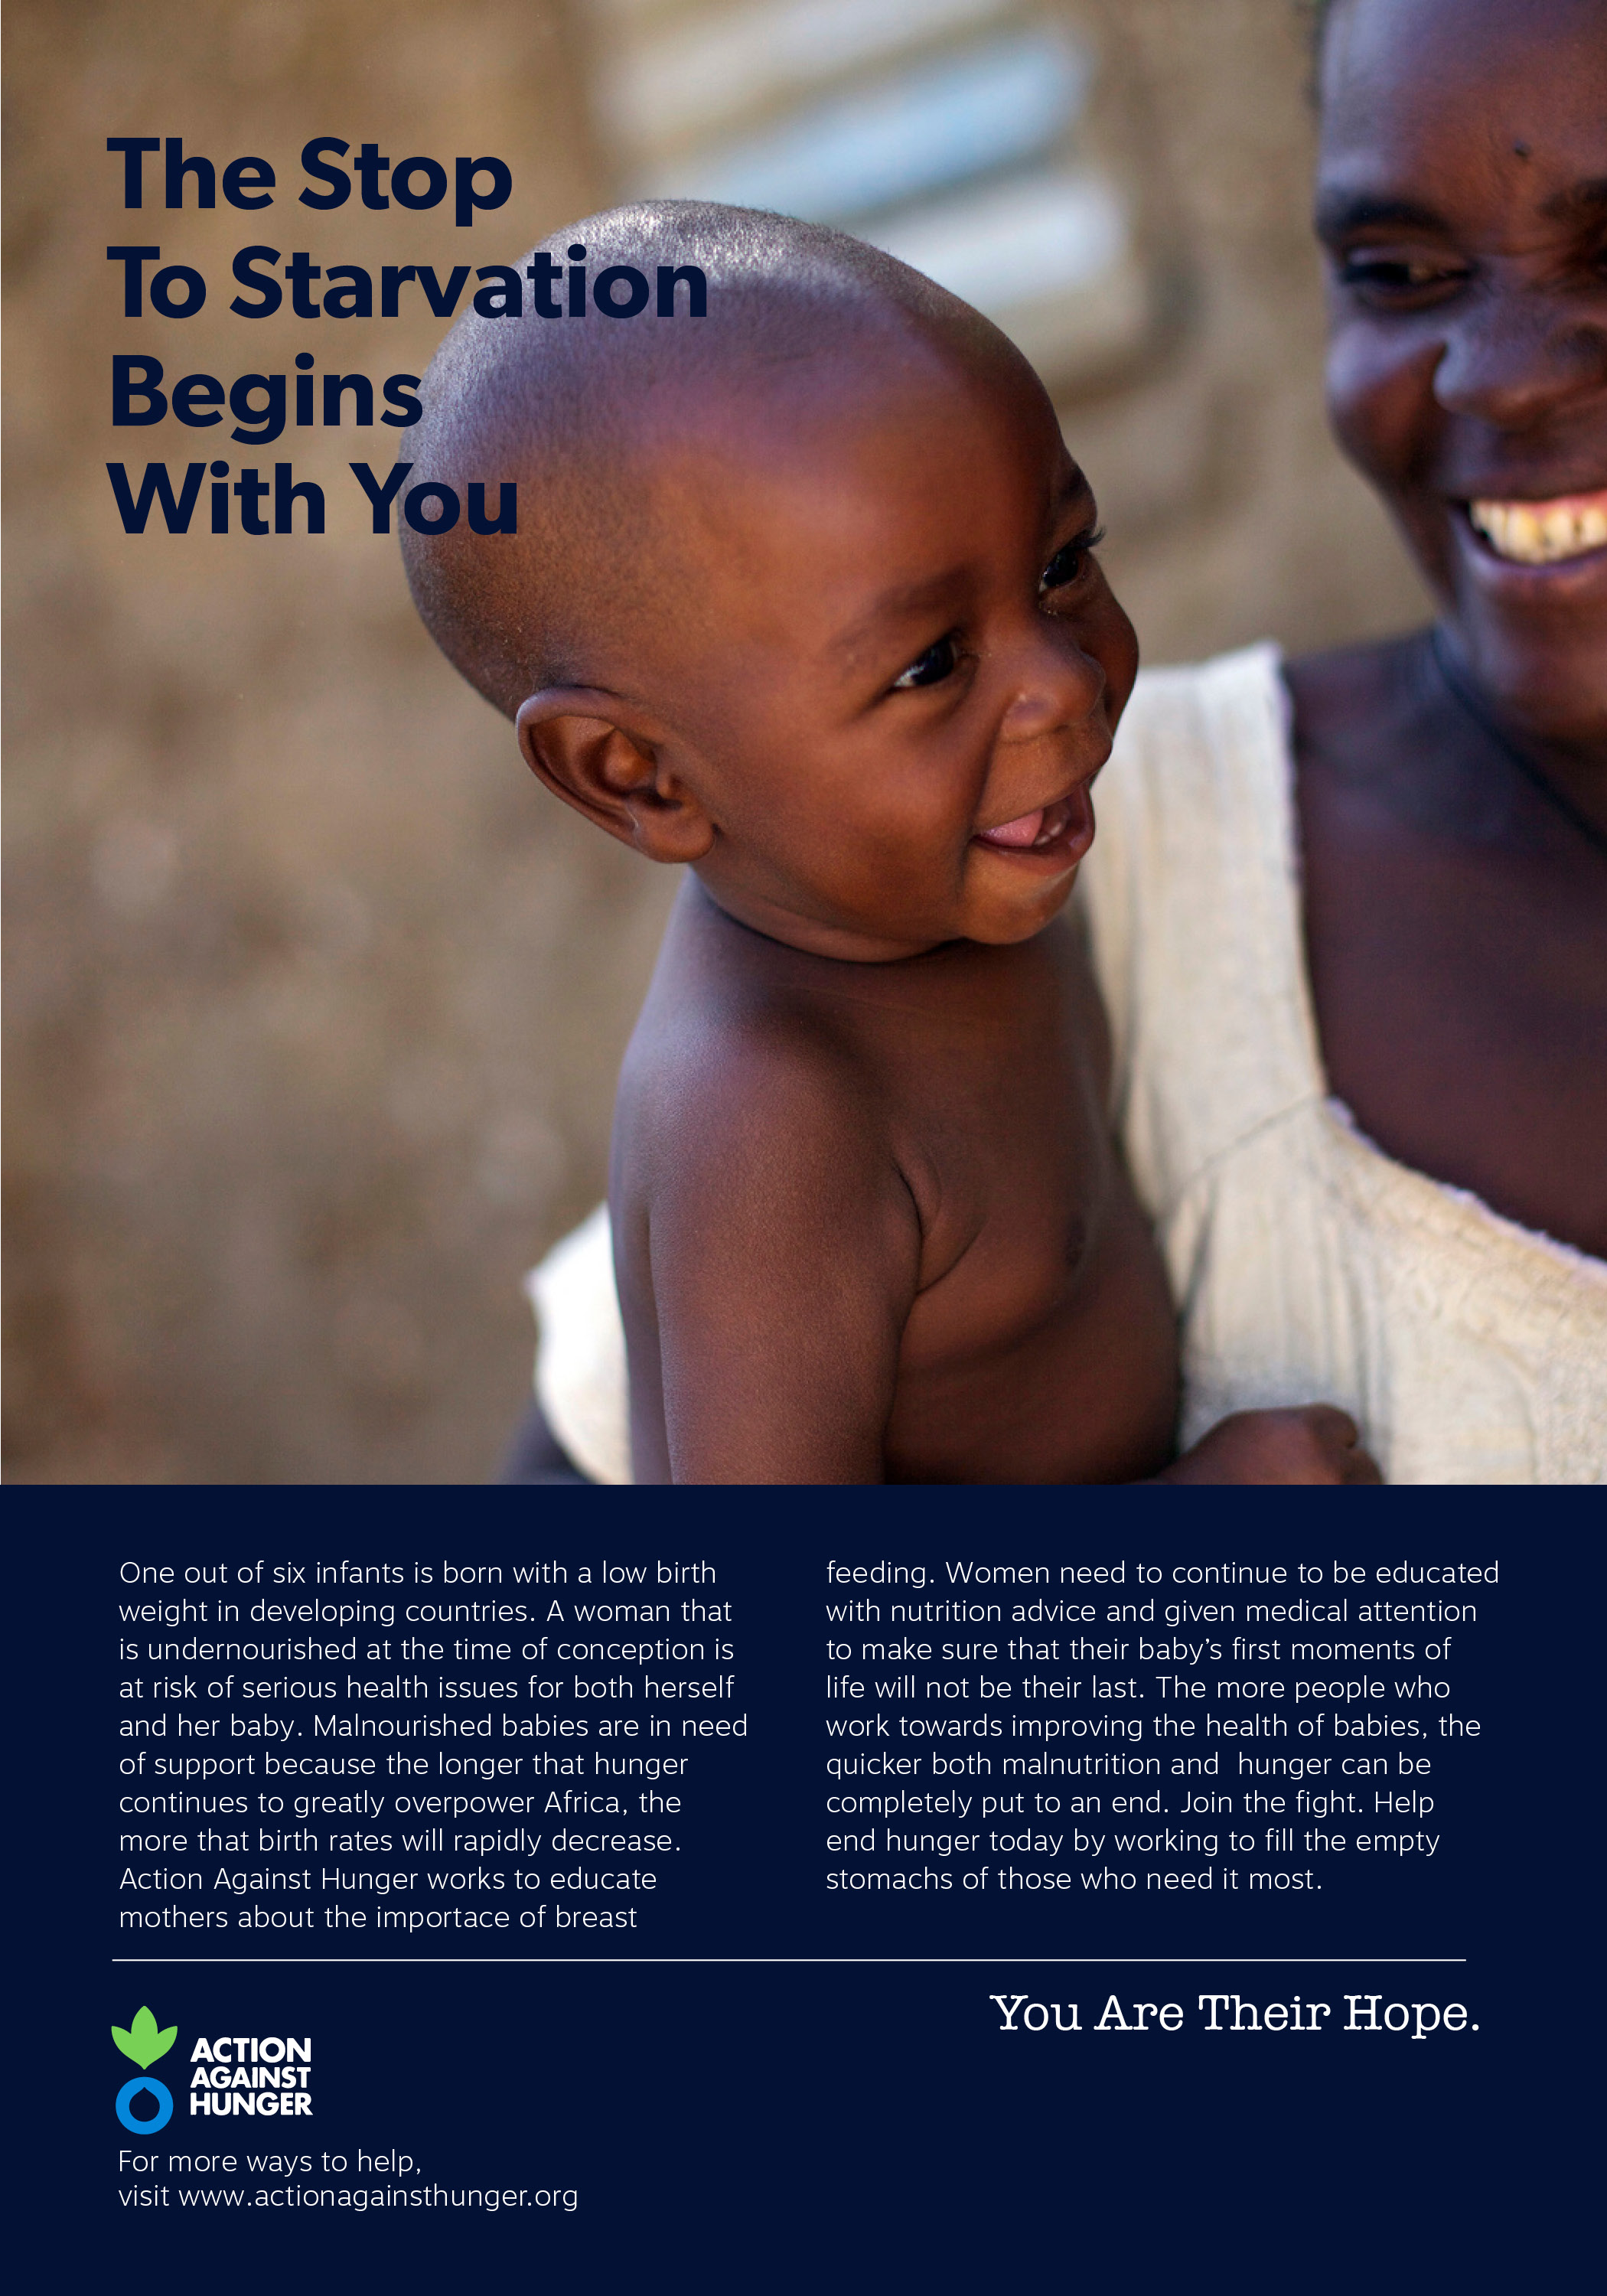 The Stop
To Starvation
Begins
With You
One out of six infants is born with a low birth
weight in developing countries. A woman that
is undernourished at the time of conception is
at risk of serious health issues for both herself
and her baby. Malnourished babies are in need
of support because the longer that hunger
continues to greatly overpower Africa, the
more that birth rates will rapidly decrease.
Action Against Hunger works to educate
mothers about the importace of breast
feeding. Women need to continue to be educated
with nutrition advice and given medical attention
to make sure that their baby’s first moments of
life will not be their last. The more people who
work towards improving the health of babies, the
quicker both malnutrition and  hunger can be
completely put to an end. Join the fight. Help
end hunger today by working to fill the empty
stomachs of those who need it most.
You Are Their Hope.
ACTION
AGAINST
HUNGER
For more ways to help,
visit www.actionagainsthunger.org